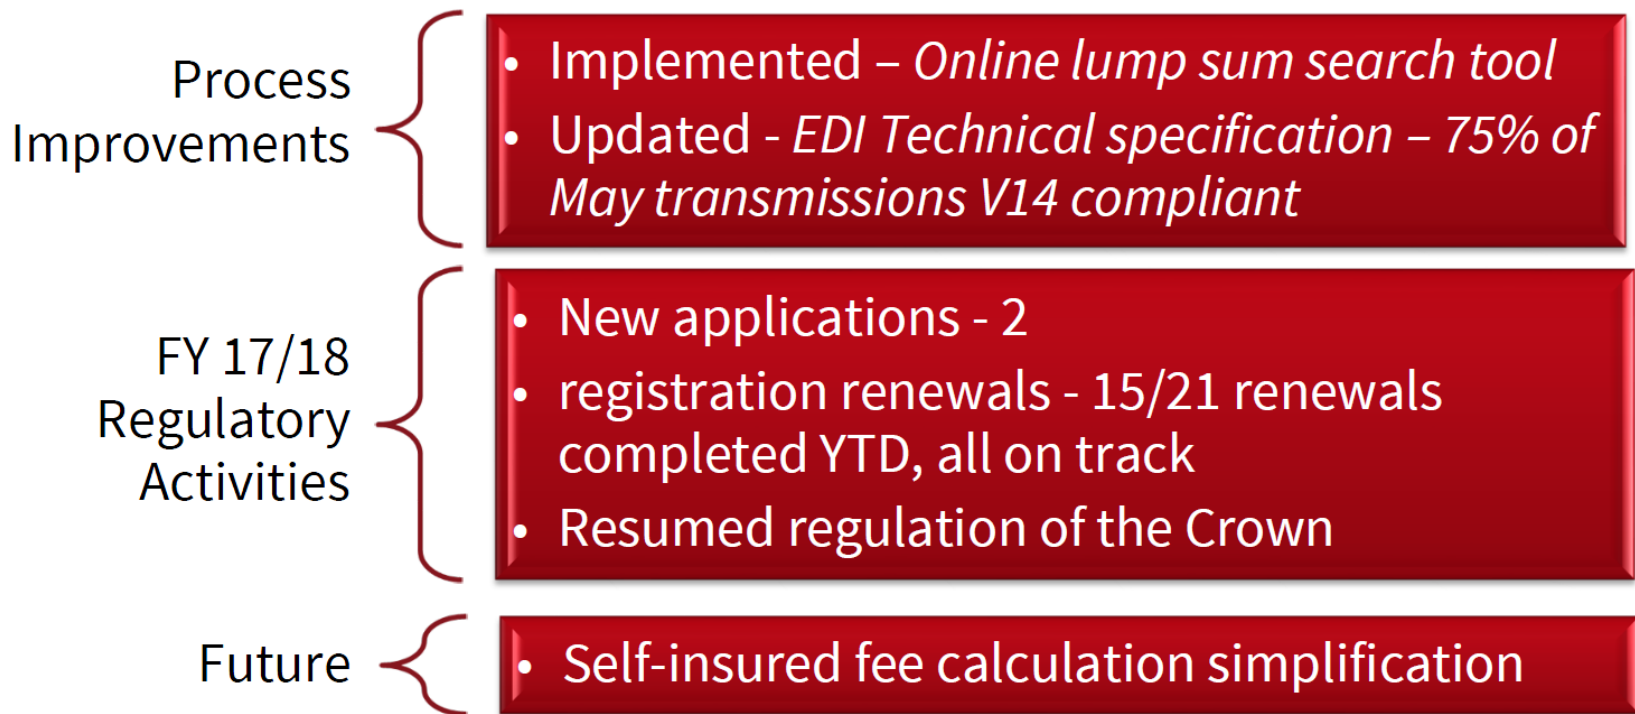 Process
Improvements
• Implemented – Online lump sum search tool
• Updated - EDI Technical specification – 75% of
May transmissions V14 compliant
FY 17/18
Regulatory
Activities
• New applications - 2
• registration renewals - 15/21 renewals
completed YTD, all on track
• Resumed regulation of the Crown
Future
• Self-insured fee calculation simplification